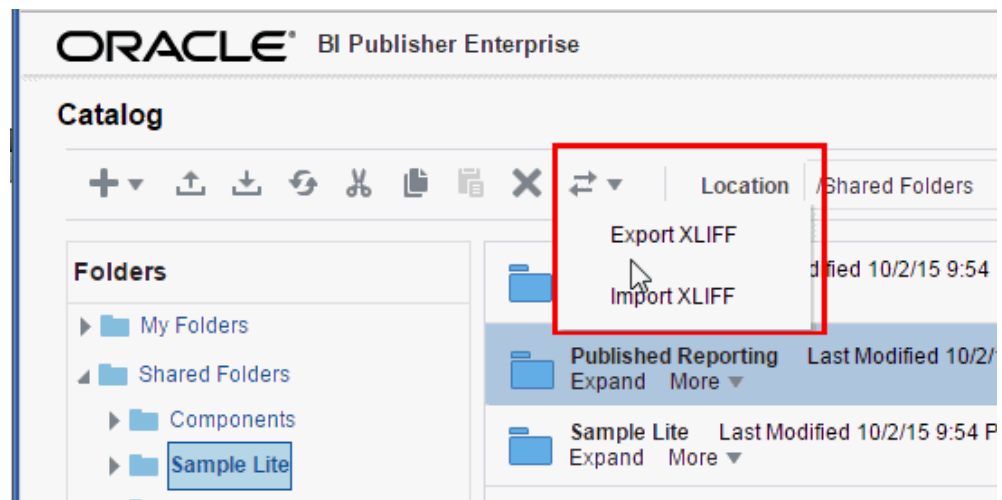 ORACLE® BI Publisher Enterprise
Catalog
Location /Shared Folders
Export XLIFF
Import XLIFF
Folders
My Folders
Shared Folders
Components
Sample Lite
dified 10/2/15 9:54
Published Reporting Last Modified 10/2/
Expand More
Sample Lite Last Modified 10/2/15 9:54 P
Expand More